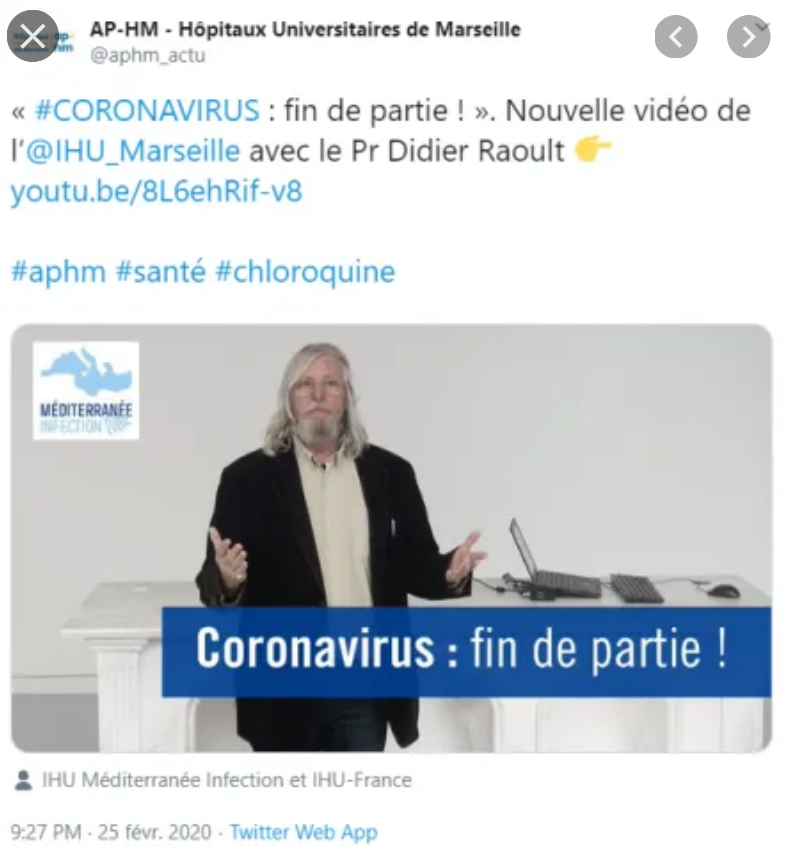 AP-HM - Hôpitaux Universitaires de Marseille
@aphm_actu
« #CORONAVIRUS : fin de partie ! ». Nouvelle vidéo de
l'@IHU_Marseille avec le Pr Didier Raoult 👉
youtu.be/8L6ehRif-v8
#aphm #santé #chloroquine
MÉDITERRANÉE
INFECTION
Coronavirus : fin de partie !
IHU Méditerranée Infection et IHU-France
9:27 PM · 25 févr. 2020 · Twitter Web App